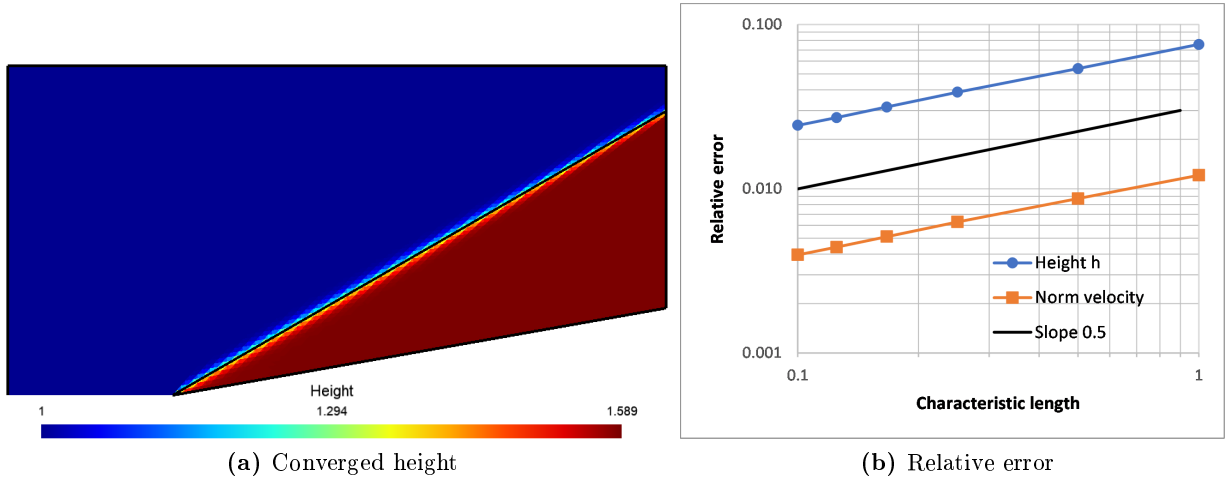 Height
1 1.294 1.589
(a) Converged height
0.100
0.010
0.001
Relative error
Height h
Norm velocity
Slope 0.5
0.1 1
Characteristic length
(b) Relative error